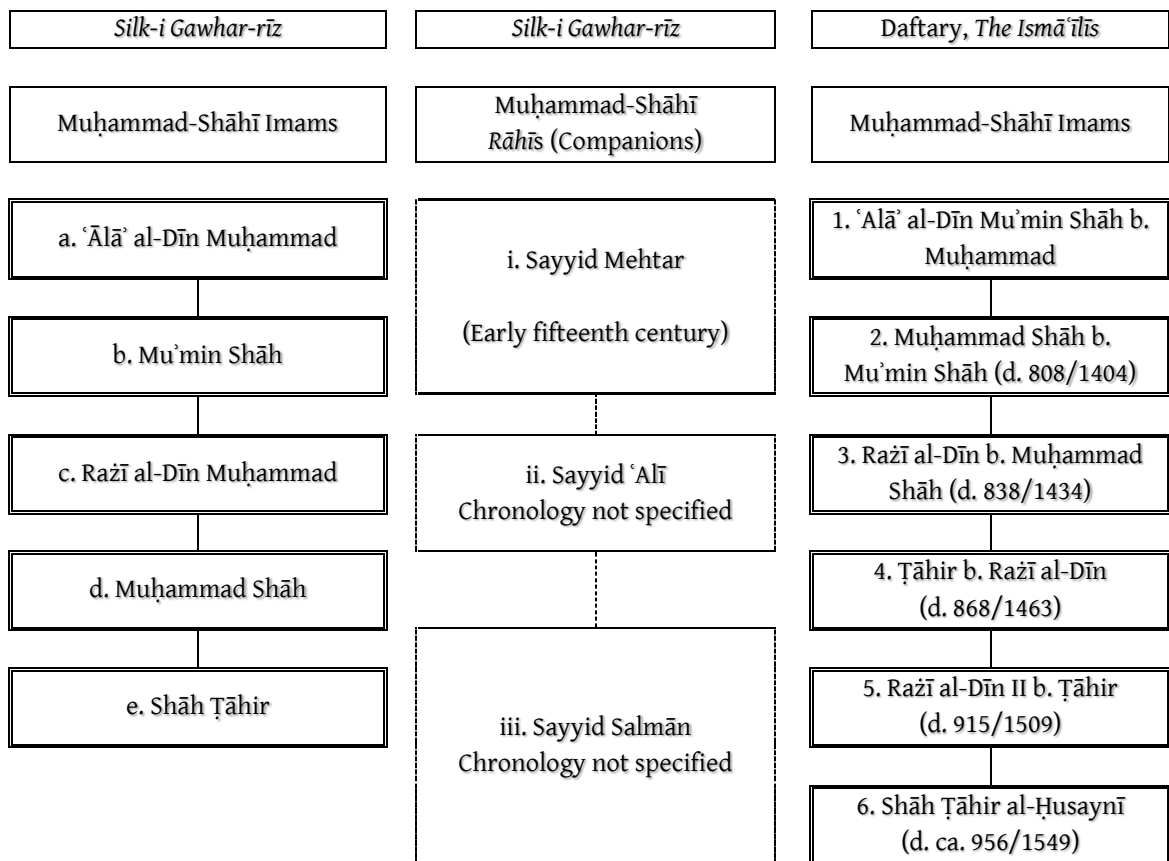 Silk-i Gawhar-rīz
Silk-i Gawhar-rīz
Daftary, The Ismāʿīlīs
Muḥammad-Shāhī Imams
Muḥammad-Shāhī
Rāhīs (Companions)
Muḥammad-Shāhī Imams
a. ʿĀlāʾ al-Dīn Muḥammad
b. Muʾmin Shāh
c. Rażī al-Dīn Muḥammad
d. Muḥammad Shāh
e. Shāh Ṭāhir
i. Sayyid Mehtar
(Early fifteenth century)
ii. Sayyid ʿAlī
Chronology not specified
iii. Sayyid Salmān
Chronology not specified
1. ʿAlāʾ al-Dīn Muʾmin Shāh b.
Muḥammad
2. Muḥammad Shāh b.
Muʾmin Shāh (d. 808/1404)
3. Rażī al-Dīn b. Muḥammad
Shāh (d. 838/1434)
4. Ṭāhir b. Rażī al-Dīn
(d. 868/1463)
5. Rażī al-Dīn II b. Ṭāhir
(d. 915/1509)
6. Shāh Ṭāhir al-Ḥusaynī
(d. ca. 956/1549)